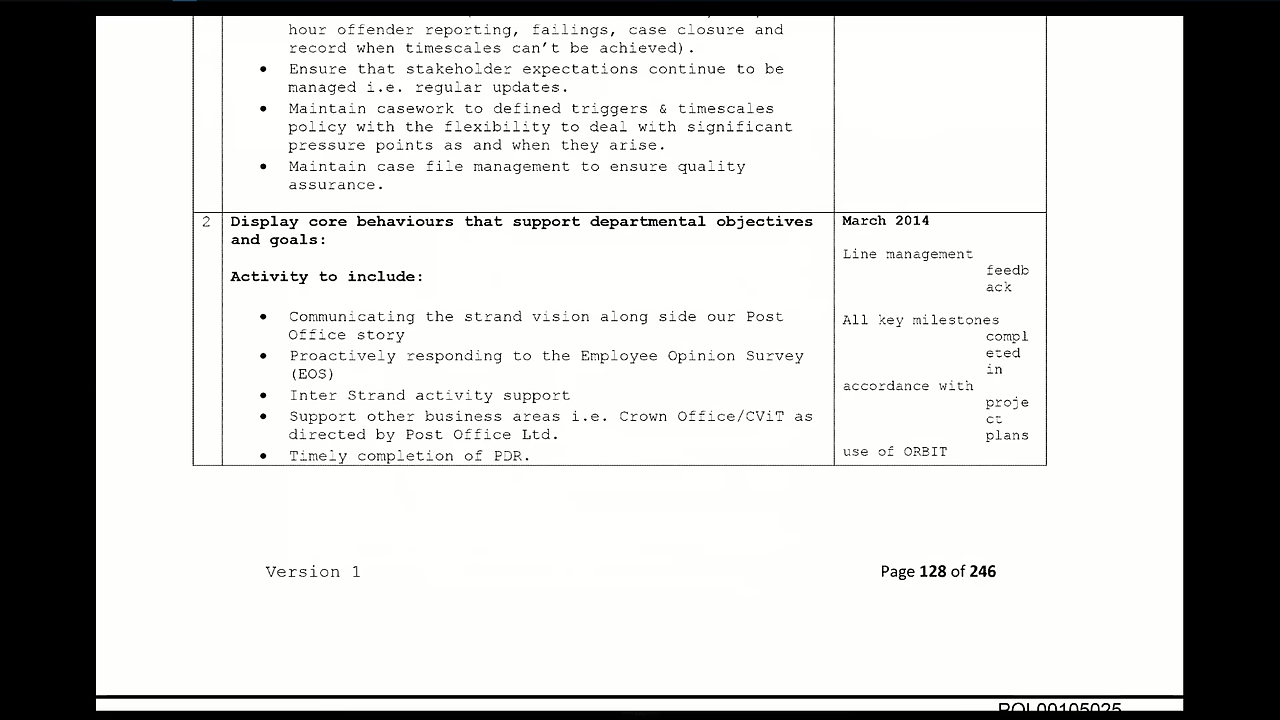 hour offender reporting, failings, case closure and
record when timescales can't be achieved).
• Ensure that stakeholder expectations continue to be
managed i.e. regular updates.
• Maintain casework to defined triggers & timescales
policy with the flexibility to deal with significant
pressure points as and when they arise.
• Maintain case file management to ensure quality
assurance.
2 Display core behaviours that support departmental objectives
and goals:
Activity to include:
• Communicating the strand vision along side our Post
Office story
• Proactively responding to the Employee Opinion Survey
(EOS)
• Inter Strand activity support
• Support other business areas i.e. Crown Office/CViT as
directed by Post Office Ltd.
• Timely completion of PDR.
March 2014
Line management
feedb
ack
All key milestones
compl
eted
in
accordance with
proje
ct
plans
use of ORBIT
Version 1
Page 128 of 246
POL00105025